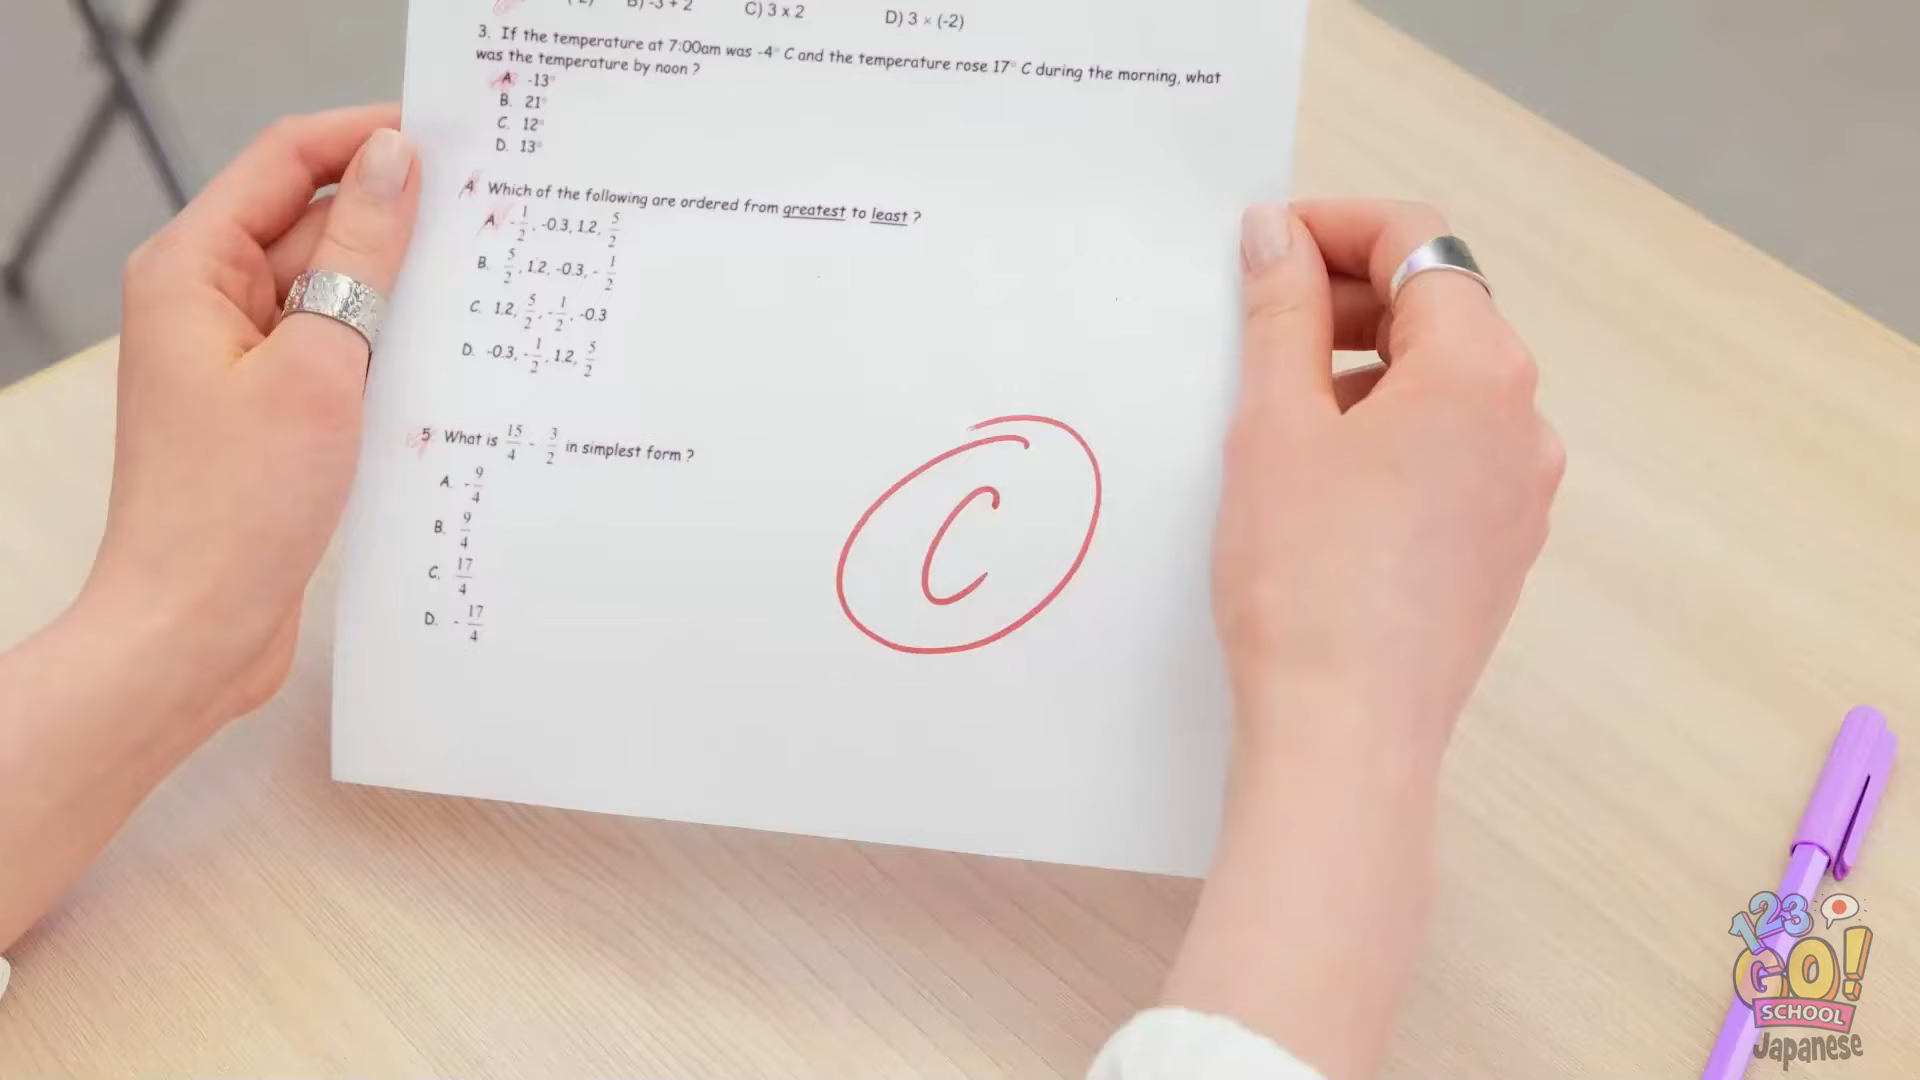 B) -3 + 2 C) 3 x 2 D) 3 × (-2)
3. If the temperature at 7:00am was -4° C and the temperature rose 17° C during the morning, what
was the temperature by noon ?
A. -13°
B. 21°
C. 12°
D. 13°
4. Which of the following are ordered from greatest to least ?
A. -1/2, -0.3, 1.2, 5/2
B. 5/2, 1.2, -0.3, -1/2
C. 1.2, 5/2, -1/2, -0.3
D. -0.3, -1/2, 1.2, 5/2
5. What is 15/4 - 3/2 in simplest form ?
A. -9/4
B. 9/4
C. 17/4
D. -17/4
C
123
GO!
SCHOOL
Japanese